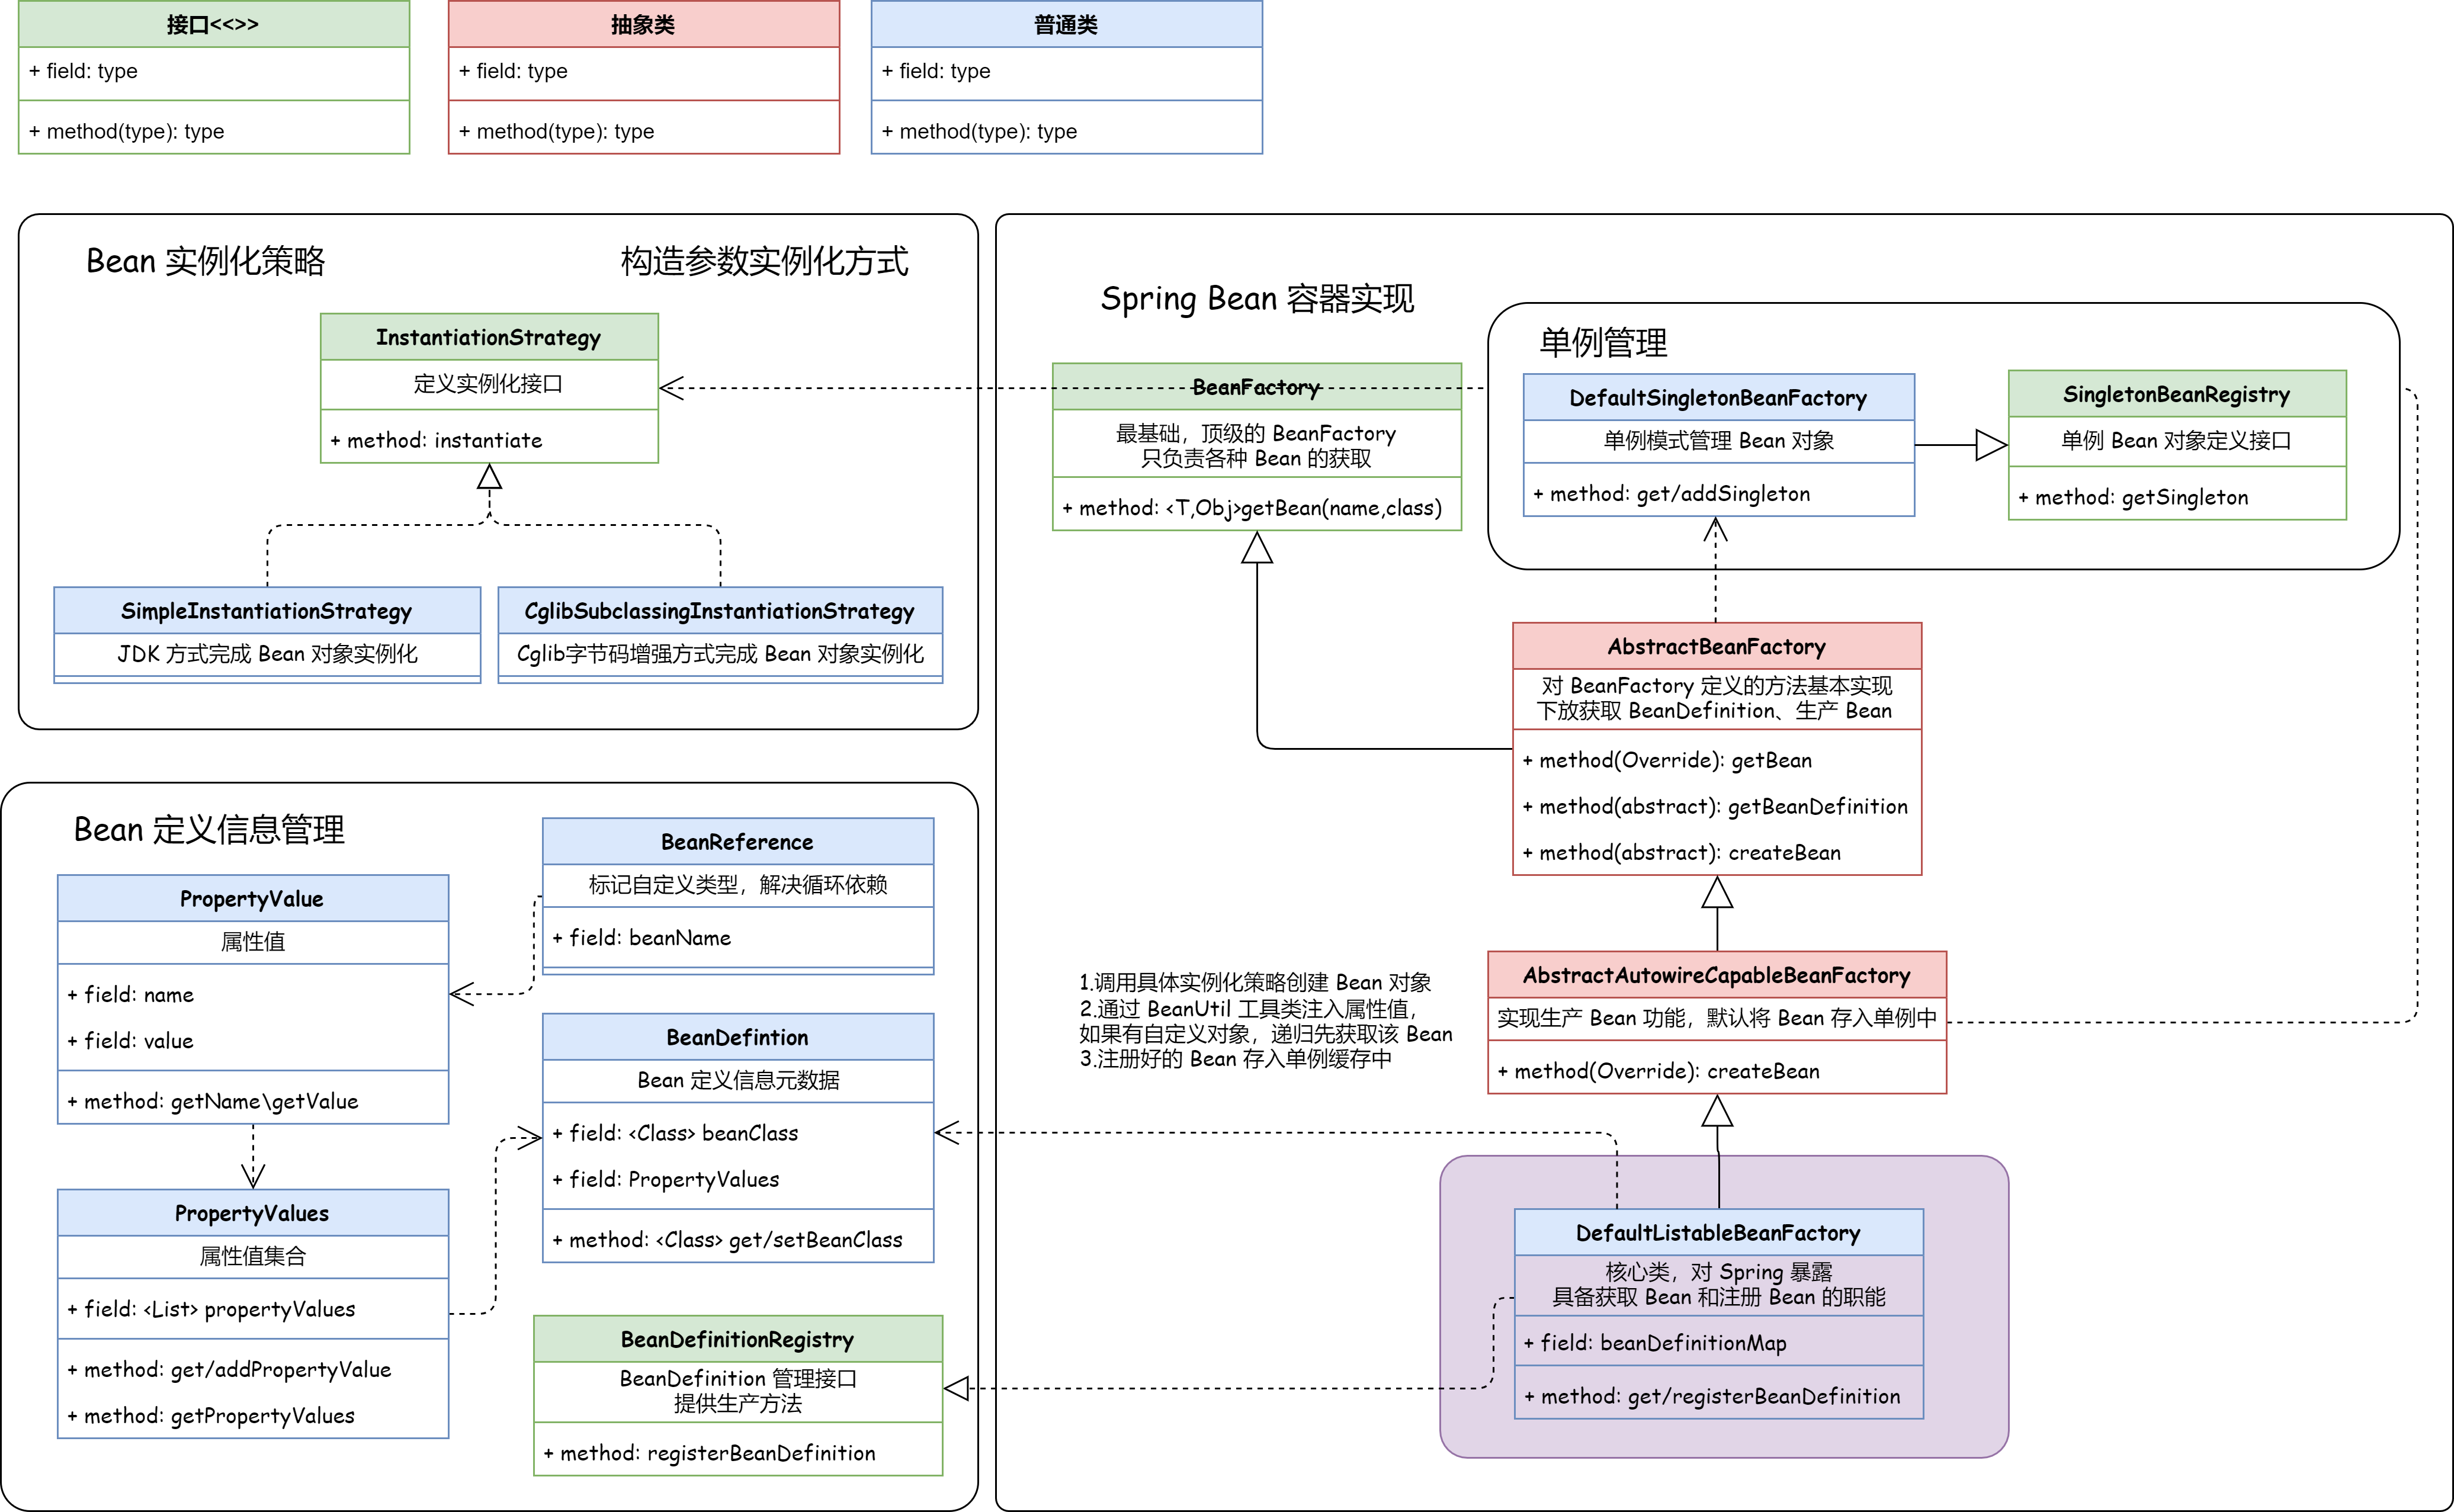 接口<<>>
+ field: type
+ method(type): type
抽象类
+ field: type
+ method(type): type
普通类
+ field: type
+ method(type): type
Bean 实例化策略
构造参数实例化方式
InstantiationStrategy
定义实例化接口
+ method: instantiate
SimpleInstantiationStrategy
JDK 方式完成 Bean 对象实例化
CglibSubclassingInstantiationStrategy
Cglib字节码增强方式完成 Bean 对象实例化
Bean 定义信息管理
PropertyValue
属性值
+ field: name
+ field: value
+ method: getName\getValue
PropertyValues
属性值集合
+ field: <List> propertyValues
+ method: get/addPropertyValue
+ method: getPropertyValues
BeanReference
标记自定义类型，解决循环依赖
+ field: beanName
BeanDefintion
Bean 定义信息元数据
+ field: <Class> beanClass
+ field: PropertyValues
+ method: <Class> get/setBeanClass
BeanDefinitionRegistry
BeanDefinition 管理接口
提供生产方法
+ method: registerBeanDefinition
Spring Bean 容器实现
BeanFactory
最基础，顶级的 BeanFactory
只负责各种 Bean 的获取
+ method: <T,Obj>getBean(name,class)
单例管理
DefaultSingletonBeanFactory
单例模式管理 Bean 对象
+ method: get/addSingleton
SingletonBeanRegistry
单例 Bean 对象定义接口
+ method: getSingleton
AbstractBeanFactory
对 BeanFactory 定义的方法基本实现
下放获取 BeanDefinition、生产 Bean
+ method(Override): getBean
+ method(abstract): getBeanDefinition
+ method(abstract): createBean
1.调用具体实例化策略创建 Bean 对象
2.通过 BeanUtil 工具类注入属性值，
如果有自定义对象，递归先获取该 Bean
3.注册好的 Bean 存入单例缓存中
AbstractAutowireCapableBeanFactory
实现生产 Bean 功能，默认将 Bean 存入单例中
+ method(Override): createBean
DefaultListableBeanFactory
核心类，对 Spring 暴露
具备获取 Bean 和注册 Bean 的职能
+ field: beanDefinitionMap
+ method: get/registerBeanDefinition